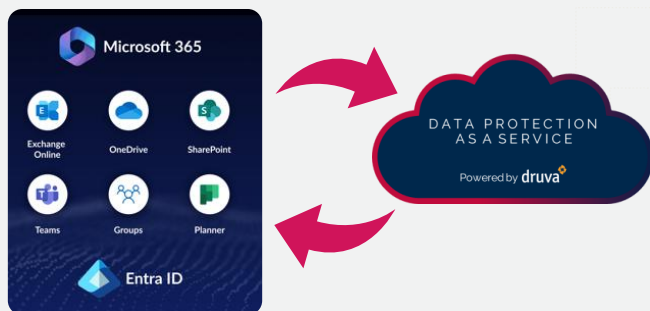 Microsoft 365
Exchange
Online
OneDrive
SharePoint
Teams
Groups
Planner
Entra ID
DATA PROTECTION
AS A SERVICE
Powered by druva